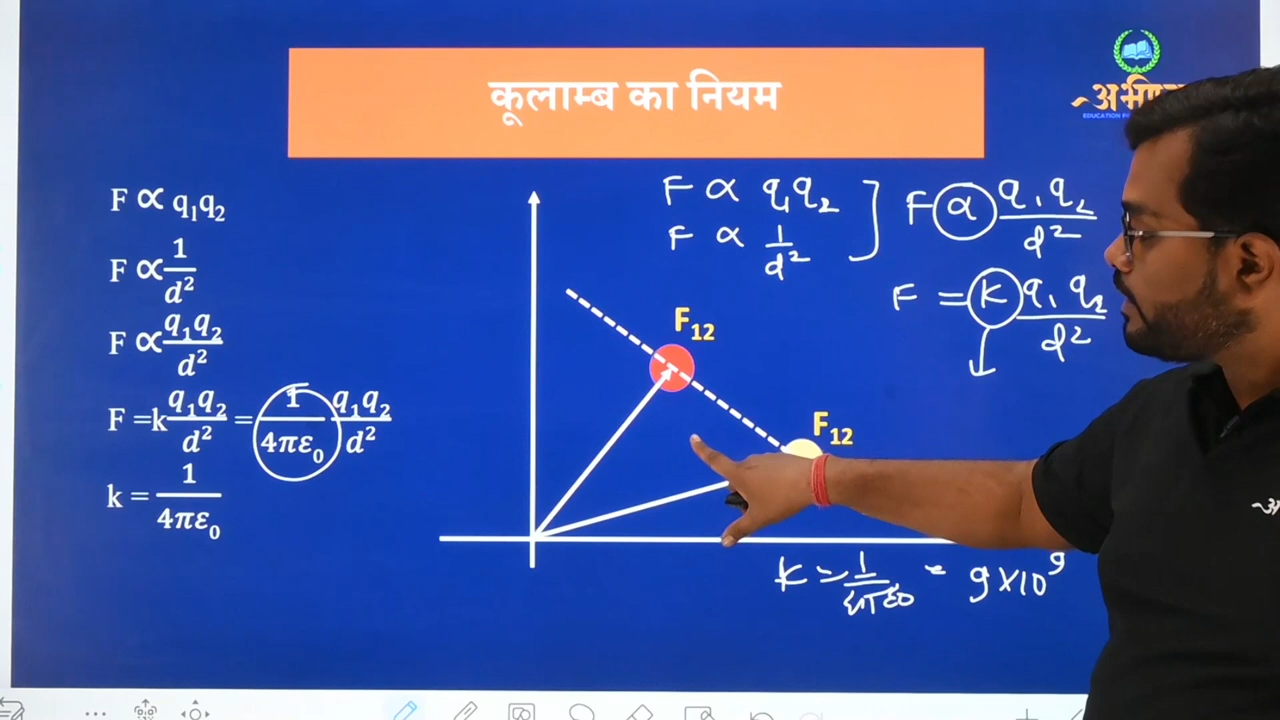 कूलाम्ब का नियम
EDUCATION
F ∝ q₁q₂
F ∝ 1/d²
F ∝ q₁q₂/d²
F =k q₁q₂/d² = 1/4πε₀ q₁q₂/d²
k = 1/4πε₀
F ∝ q₁q₂
F ∝ 1/d²
F ∝ q₁q₂/d²
F = K q₁q₂/d²
F₁₂
F₁₂
K = 1/4πε₀ = 9×10⁹